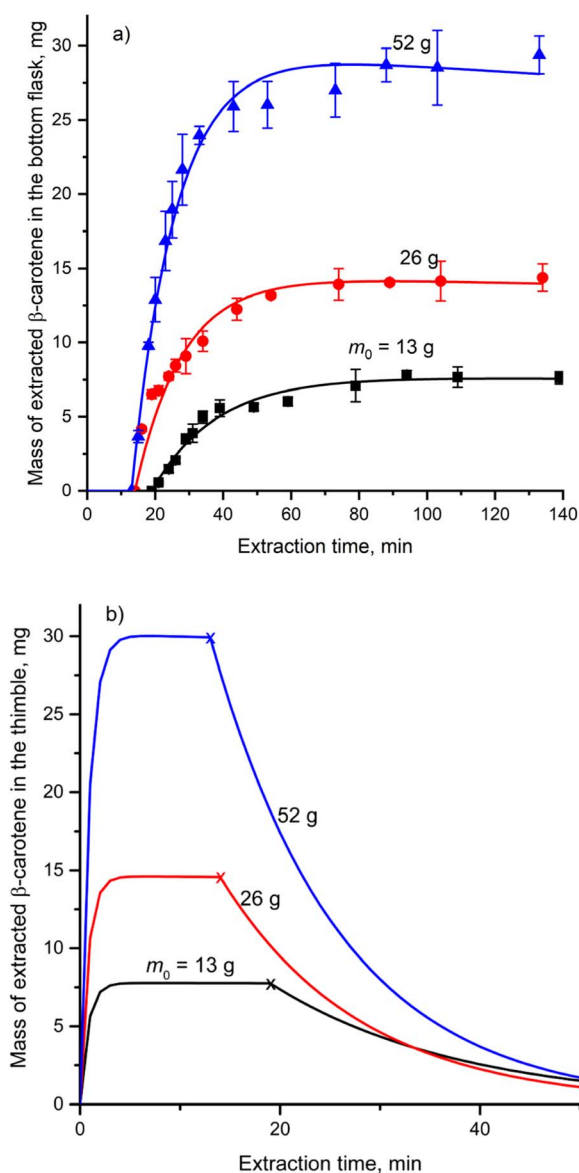 a)
52 g
26 g
m₀ = 13 g
Mass of extracted β-carotene in the bottom flask, mg
30
25
20
15
10
5
0
0 20 40 60 80 100 120 140
Extraction time, min
b)
52 g
26 g
m₀ = 13 g
Mass of extracted β-carotene in the thimble, mg
30
25
20
15
10
5
0
0 20 40
Extraction time, min